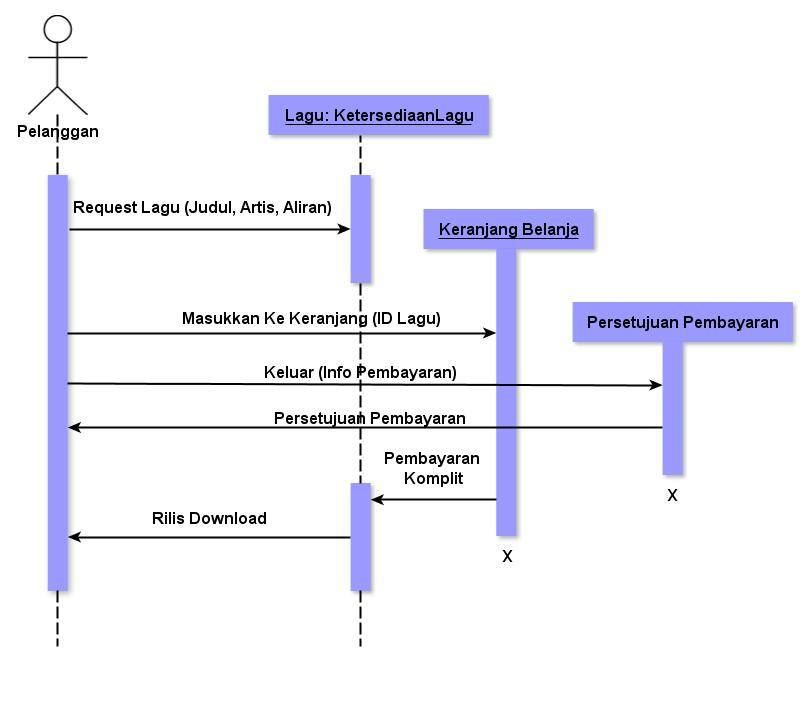 Pelanggan
Lagu: KetersediaanLagu
Request Lagu (Judul, Artis, Aliran)
Keranjang Belanja
Masukkan Ke Keranjang (ID Lagu)
Persetujuan Pembayaran
Keluar (Info Pembayaran)
Persetujuan Pembayaran
Pembayaran
Komplit
X
Rilis Download
X